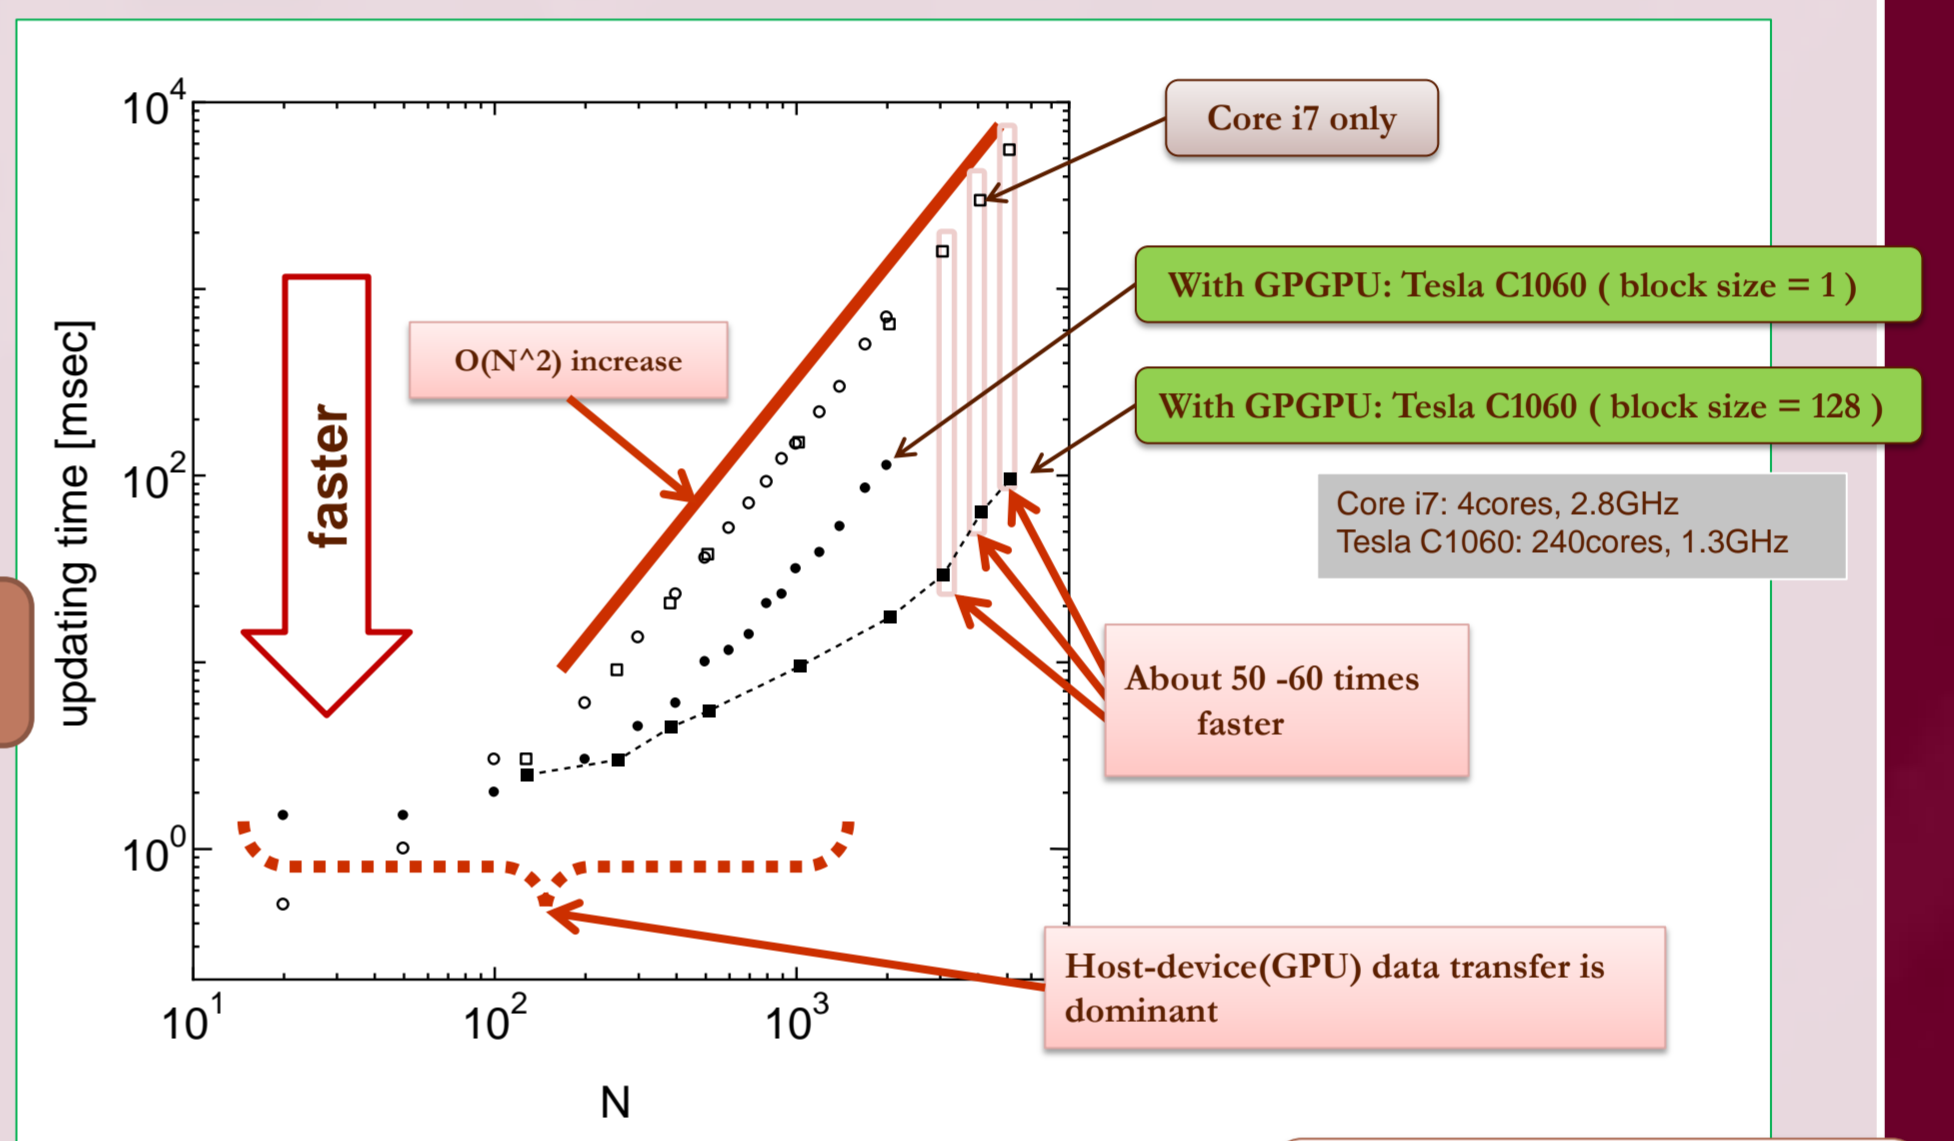 10^4
Core i7 only
With GPGPU: Tesla C1060 ( block size = 1 )
O(N^2) increase
With GPGPU: Tesla C1060 ( block size = 128 )
updating time [msec]
faster
10^2
Core i7: 4cores, 2.8GHz
Tesla C1060: 240cores, 1.3GHz
About 50 -60 times
faster
10^0
Host-device(GPU) data transfer is
dominant
10^1 10^2 10^3
N